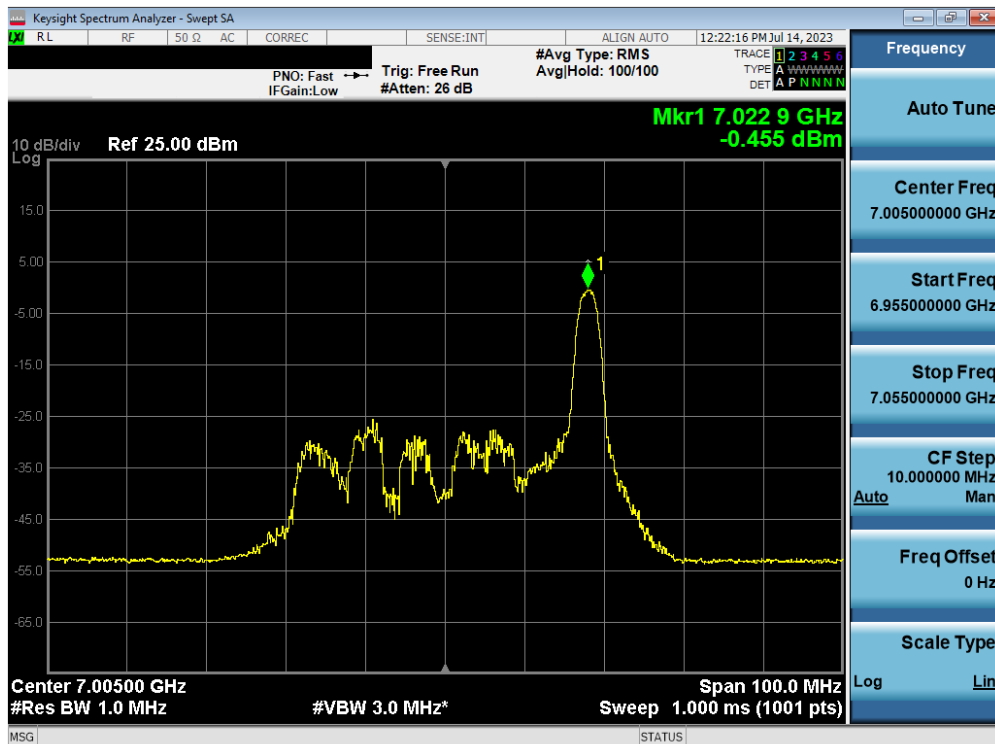 Keysight Spectrum Analyzer - Swept SA
LXI RL RF 50 Ω AC CORREC SENSE:INT ALIGN AUTO 12:22:16 PM Jul 14, 2023
PNO: Fast
IFGain:Low
Trig: Free Run
#Atten: 26 dB
#Avg Type: RMS
Avg|Hold: 100/100
TRACE 1 2 3 4 5 6
TYPE A WWWWW
DET A P N N N N
Mkr1 7.022 9 GHz
-0.455 dBm
10 dB/div Ref 25.00 dBm
Log
15.0
5.00
-5.00
-15.0
-25.0
-35.0
-45.0
-55.0
-65.0
1
Center 7.00500 GHz Span 100.0 MHz
#Res BW 1.0 MHz #VBW 3.0 MHz* Sweep 1.000 ms (1001 pts)
MSG STATUS
Frequency
Auto Tune
Center Freq
7.005000000 GHz
Start Freq
6.955000000 GHz
Stop Freq
7.055000000 GHz
CF Step
10.000000 MHz
Auto Man
Freq Offset
0 Hz
Scale Type
Log Lin